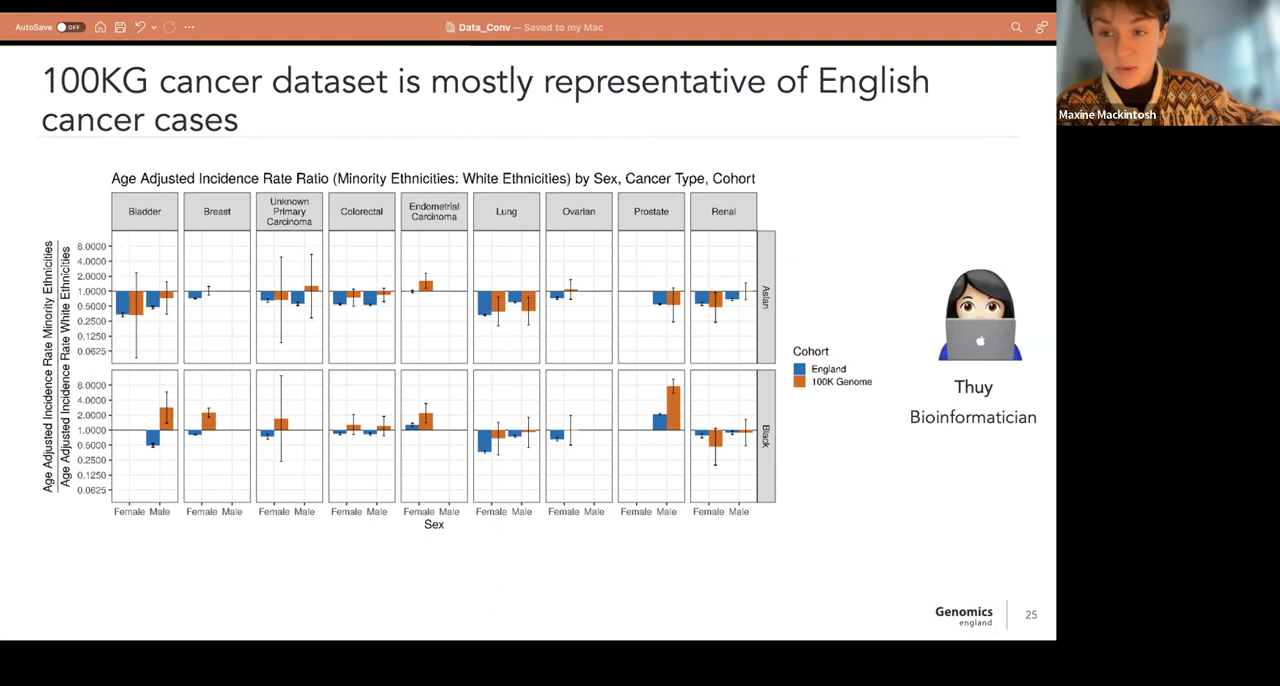 AutoSave OFF
Data_Conv — Saved to my Mac
Maxine Mackintosh
100KG cancer dataset is mostly representative of English
cancer cases
Age Adjusted Incidence Rate Ratio (Minority Ethnicities: White Ethnicities) by Sex, Cancer Type, Cohort
Age Adjusted Incidence Rate Minority Ethnicities
Age Adjusted Incidence Rate White Ethnicities
Bladder Breast Unknown Primary Carcinoma Colorectal Endometrial Carcinoma Lung Ovarian Prostate Renal
8.0000
4.0000
2.0000
1.0000
0.5000
0.2500
0.1250
0.0625
Asian
8.0000
4.0000
2.0000
1.0000
0.5000
0.2500
0.1250
0.0625
Black
Female Male Female Male Female Male Female Male Female Male Female Male Female Male Female Male Female Male
Sex
Cohort
England
100K Genome
Thuy
Bioinformatician
Genomics
england
25